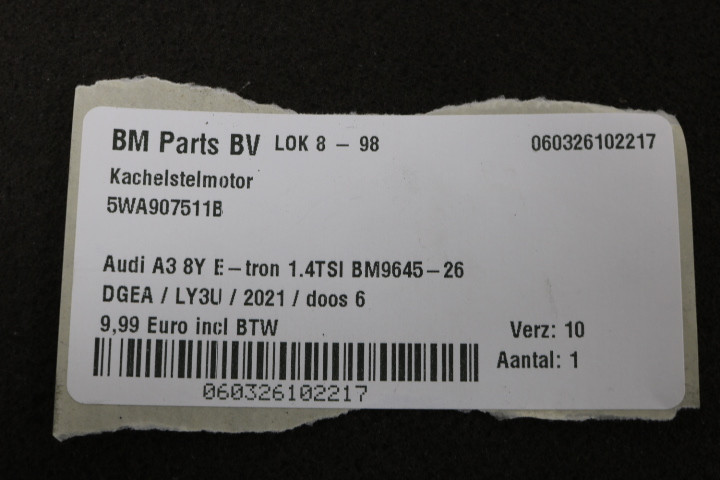 BM Parts BV LOK 8 - 98 060326102217
Kachelstelmotor
5WA907511B
Audi A3 8Y E-tron 1.4TSI BM9645-26
DGEA / LY3U / 2021 / doos 6
9,99 Euro incl BTW
Verz: 10
Aantal: 1
060326102217